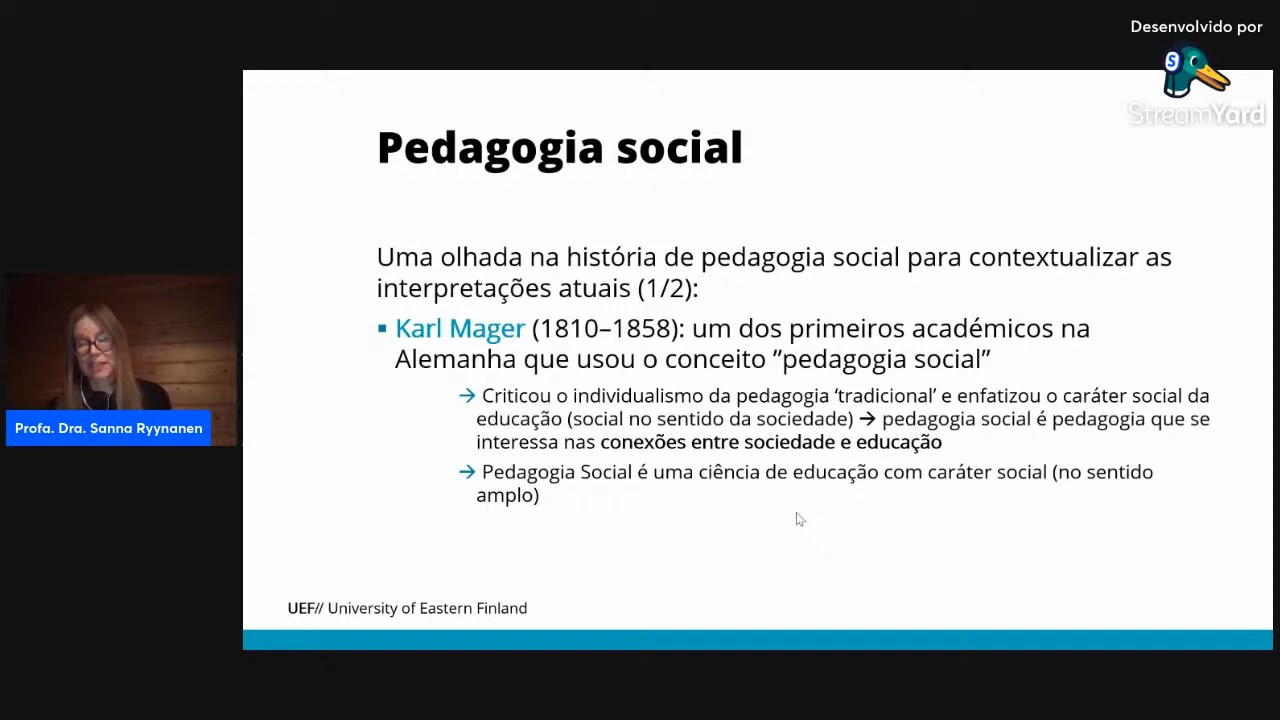 Desenvolvido por
S
StreamYard
Pedagogia social
Uma olhada na história de pedagogia social para contextualizar as
interpretações atuais (1/2):
▪ Karl Mager (1810–1858): um dos primeiros académicos na
Alemanha que usou o conceito ”pedagogia social”
→ Criticou o individualismo da pedagogia ‘tradicional’ e enfatizou o caráter social da
educação (social no sentido da sociedade) → pedagogia social é pedagogia que se
interessa nas conexões entre sociedade e educação
→ Pedagogia Social é uma ciência de educação com caráter social (no sentido
amplo)
Profa. Dra. Sanna Ryynanen
UEF// University of Eastern Finland